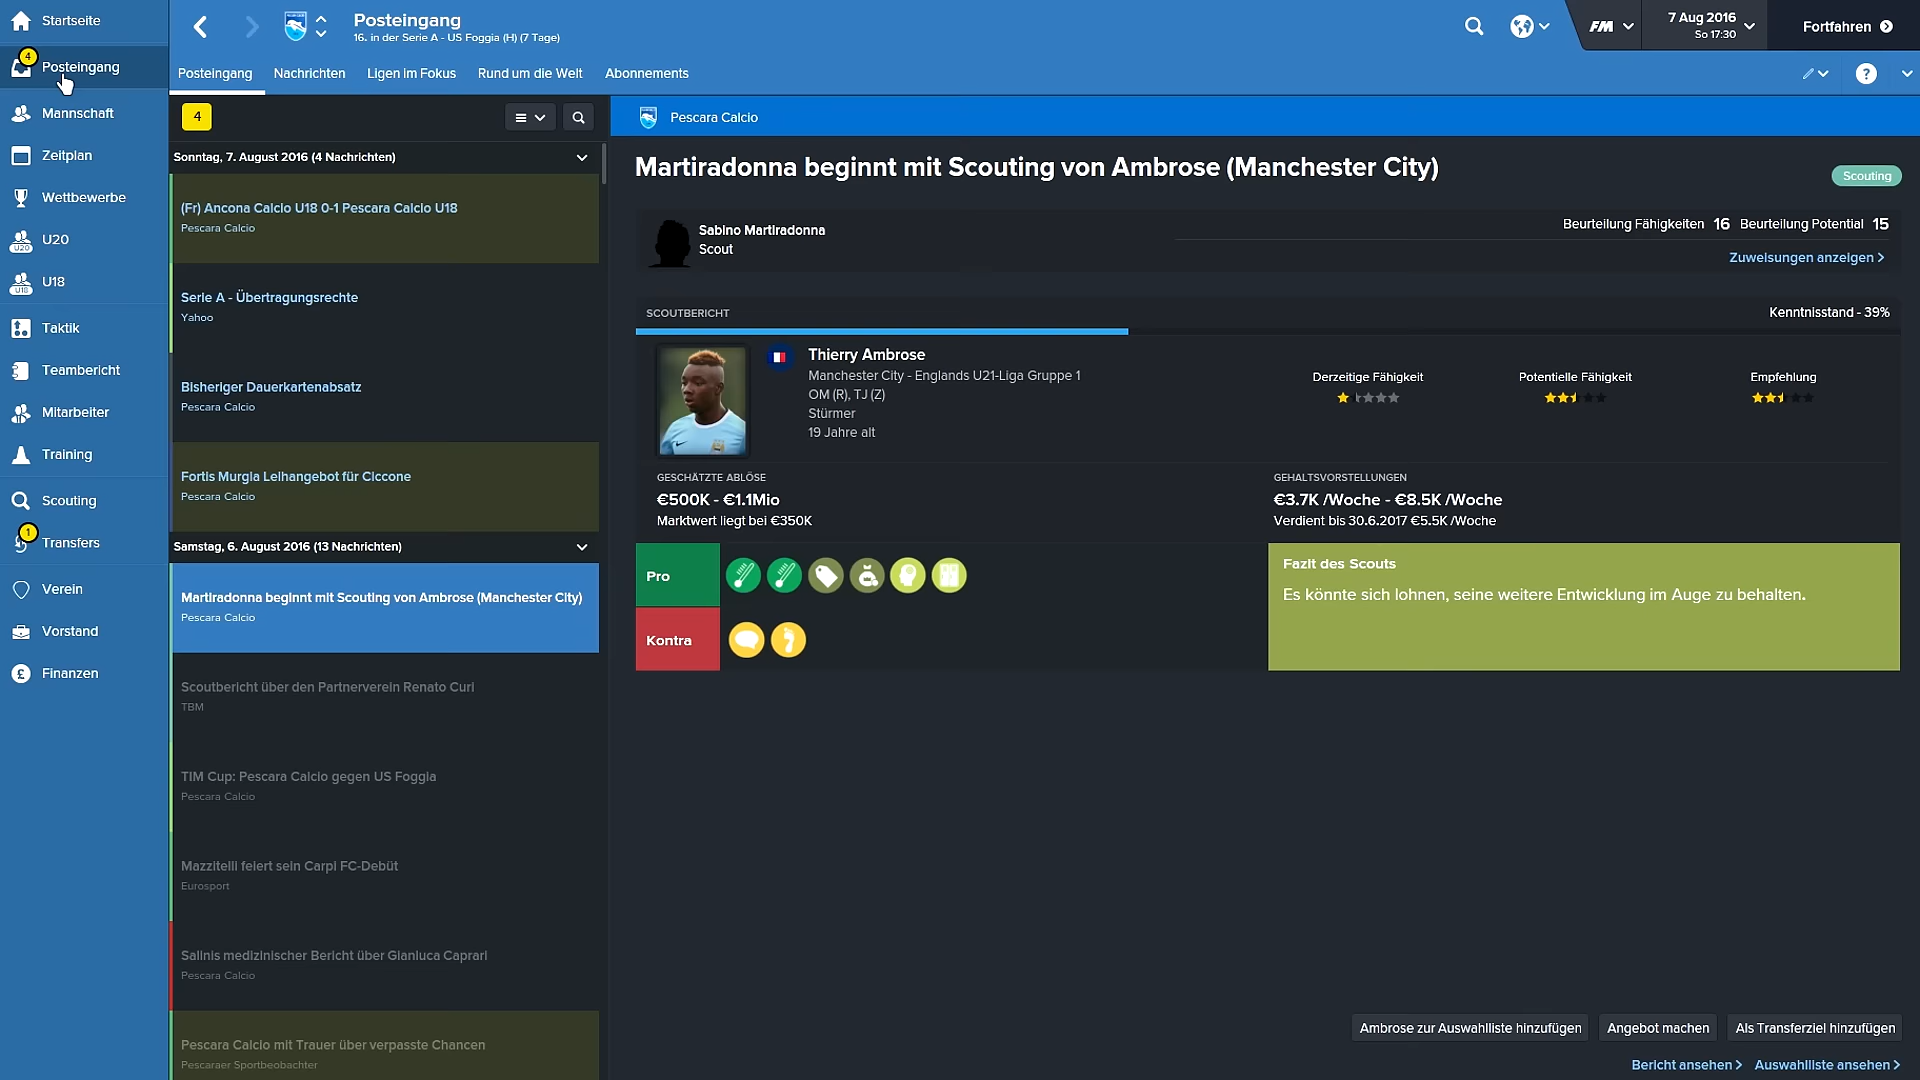 Startseite
4
Posteingang
Mannschaft
Zeitplan
Wettbewerbe
U20
U20
U18
U18
Taktik
Teambericht
Mitarbeiter
Training
Scouting
1
Transfers
Verein
Vorstand
Finanzen
Posteingang
16. in der Serie A - US Foggia (H) (7 Tage)
FM
7 Aug 2016
So 17:30
Fortfahren
Posteingang
Nachrichten
Ligen im Fokus
Rund um die Welt
Abonnements
?
4
Sonntag, 7. August 2016 (4 Nachrichten)
(Fr) Ancona Calcio U18 0-1 Pescara Calcio U18
Pescara Calcio
Serie A - Übertragungsrechte
Yahoo
Bisheriger Dauerkartenabsatz
Pescara Calcio
Fortis Murgia Leihangebot für Ciccone
Pescara Calcio
Samstag, 6. August 2016 (13 Nachrichten)
Martiradonna beginnt mit Scouting von Ambrose (Manchester City)
Pescara Calcio
Scoutbericht über den Partnerverein Renato Curi
TBM
TIM Cup: Pescara Calcio gegen US Foggia
Pescara Calcio
Mazzitelli feiert sein Carpi FC-Debüt
Eurosport
Salinis medizinischer Bericht über Gianluca Caprari
Pescara Calcio
Pescara Calcio mit Trauer über verpasste Chancen
Pescaraer Sportbeobachter
Pescara Calcio
Martiradonna beginnt mit Scouting von Ambrose (Manchester City)
Scouting
Sabino Martiradonna
Scout
Beurteilung Fähigkeiten 16 Beurteilung Potential 15
Zuweisungen anzeigen >
SCOUTBERICHT
Kenntnisstand - 39%
Thierry Ambrose
Manchester City - Englands U21-Liga Gruppe 1
OM (R), TJ (Z)
Stürmer
19 Jahre alt
Derzeitige Fähigkeit
Potentielle Fähigkeit
Empfehlung
GESCHÄTZTE ABLÖSE
€500K - €1.1Mio
Marktwert liegt bei €350K
GEHALTSVORSTELLUNGEN
€3.7K /Woche - €8.5K /Woche
Verdient bis 30.6.2017 €5.5K /Woche
Pro
Kontra
Fazit des Scouts
Es könnte sich lohnen, seine weitere Entwicklung im Auge zu behalten.
Ambrose zur Auswahlliste hinzufügen
Angebot machen
Als Transferziel hinzufügen
Bericht ansehen >
Auswahlliste ansehen >